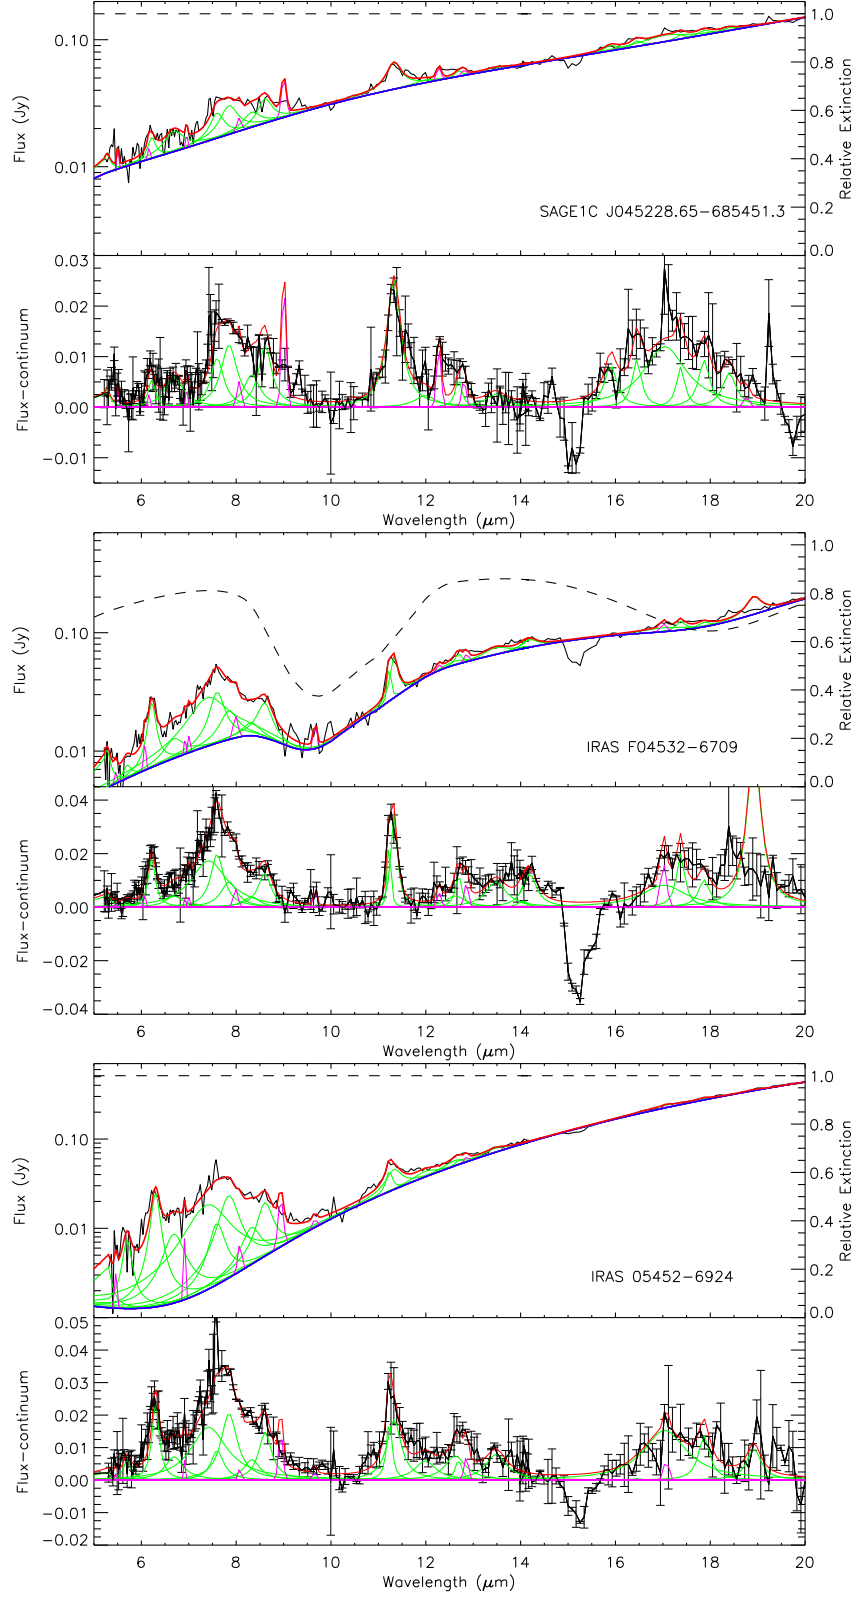 1.0
0.10
0.8
Flux (Jy)
0.6
Relative Extinction
0.01
0.4
SAGE1C J045228.65−685451.3
0.2
0.0
0.03
0.02
Flux−continuum
0.01
0.00
−0.01
6 8 10 12 14 16 18 20
Wavelength (μm)
1.0
0.8
0.10
Flux (Jy)
0.6
Relative Extinction
0.4
0.01
IRAS F04532−6709
0.2
0.0
0.04
0.02
Flux−continuum
0.00
−0.02
−0.04
6 8 10 12 14 16 18 20
Wavelength (μm)
1.0
0.10
0.8
Flux (Jy)
0.6
Relative Extinction
0.01
0.4
IRAS 05452−6924
0.2
0.0
0.05
0.04
0.03
Flux−continuum
0.02
0.01
0.00
−0.01
−0.02
6 8 10 12 14 16 18 20
Wavelength (μm)